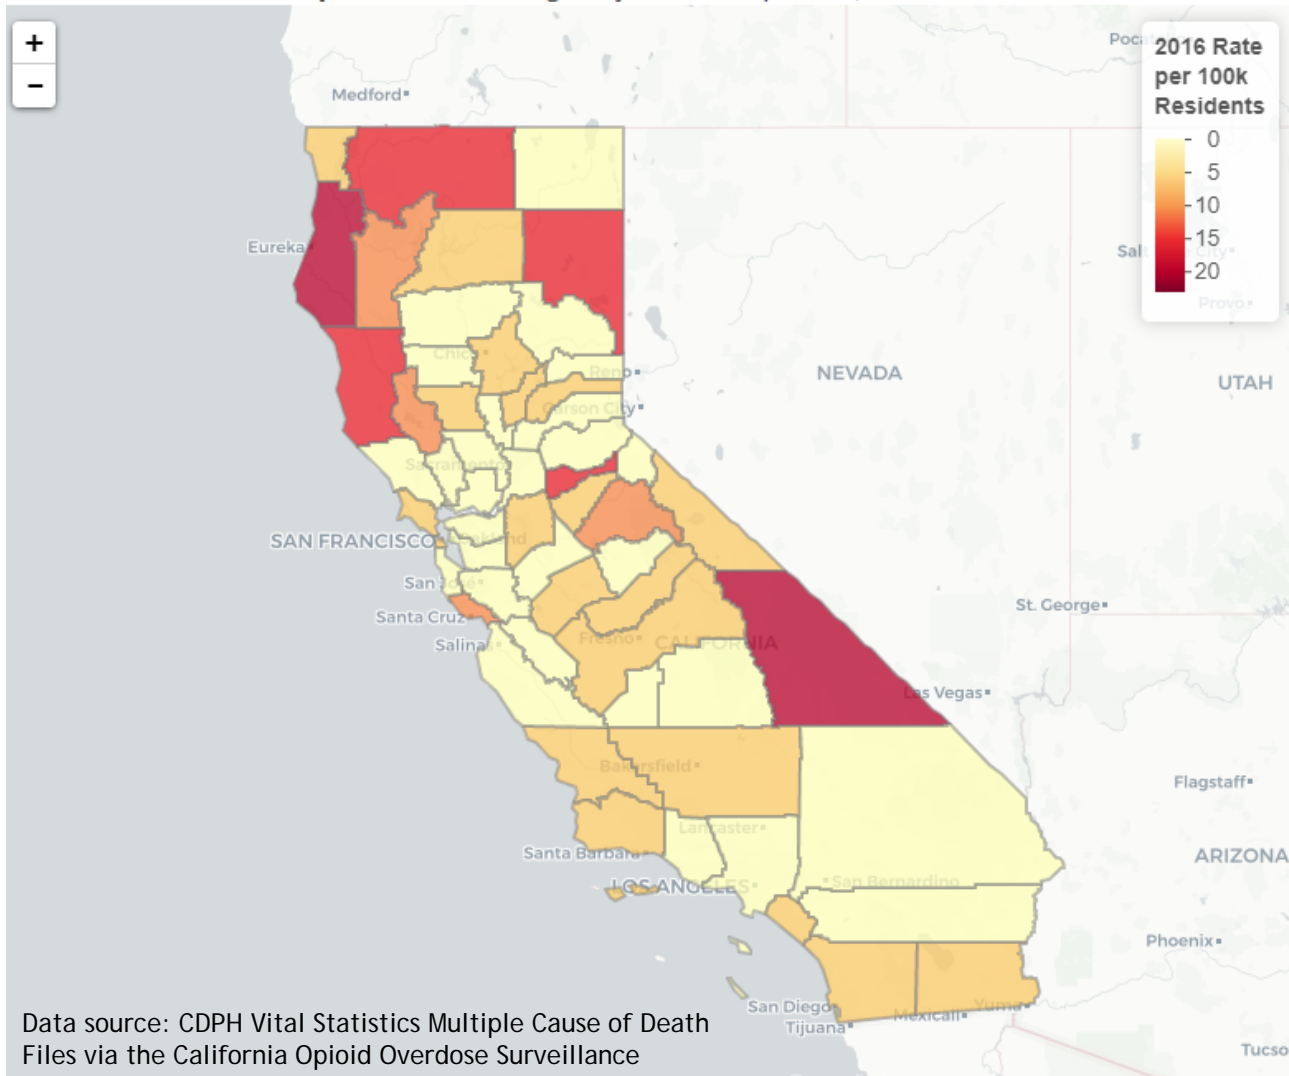 +
−
Medford
Eureka
Reno
Carson City
Sacramento
SAN FRANCISCO
Oakland
San José
Santa Cruz
Salinas
Fresno
CALIFORNIA
NEVADA
UTAH
Provo
St. George
Las Vegas
Bakersfield
Flagstaff
Lancaster
Santa Barbara
ARIZONA
LOS ANGELES
San Bernardino
Phoenix
San Diego
Yuma
Mexicali
Tijuana
2016 Rate
per 100k
Residents
0
5
10
15
20
Data source: CDPH Vital Statistics Multiple Cause of Death
Files via the California Opioid Overdose Surveillance